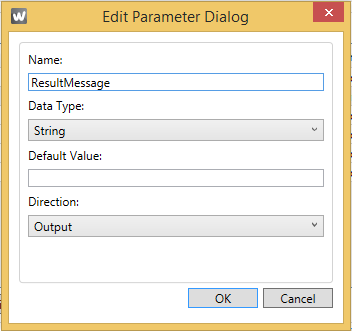 W Edit Parameter Dialog
Name:
ResultMessage
Data Type:
String
Default Value:
Direction:
Output
OK Cancel